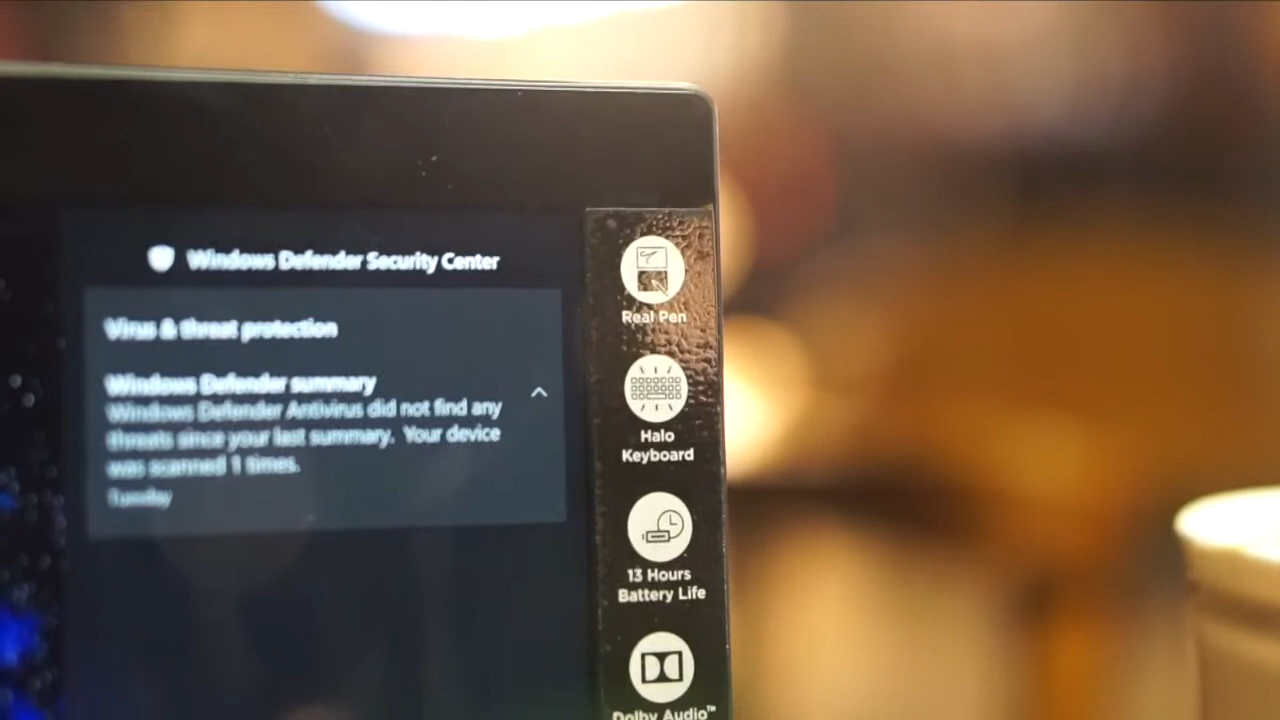 Windows Defender Security Center
Virus & threat protection
Windows Defender summary
Windows Defender Antivirus did not find any
threats since your last summary. Your device
was scanned 1 times.
Tuesday
Real Pen
Halo
Keyboard
13 Hours
Battery Life
Dolby Audio™